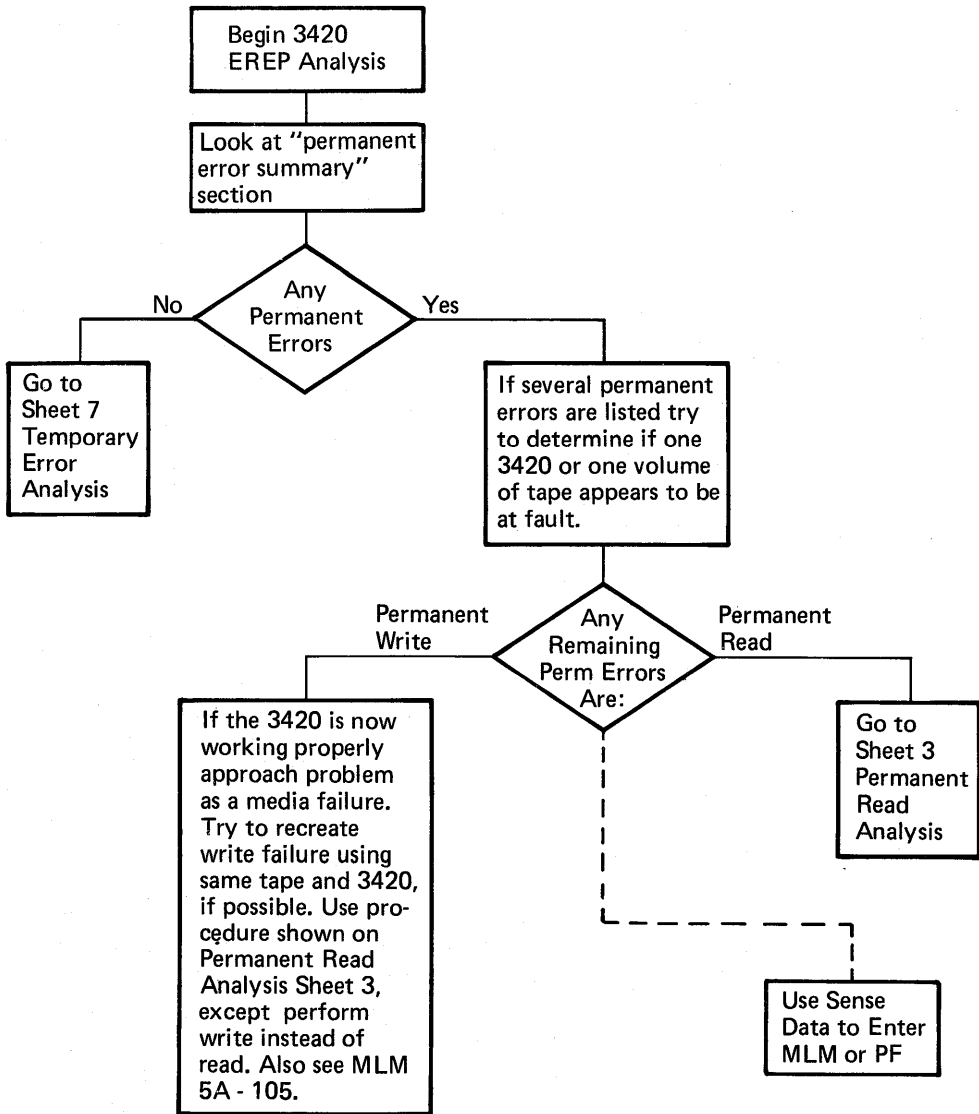 Begin 3420
EREP Analysis
Look at "permanent
error summary"
section
Any
Permanent
Errors
No
Yes
Go to
Sheet 7
Temporary
Error
Analysis
If several permanent
errors are listed try
to determine if one
3420 or one volume
of tape appears to be
at fault.
Any
Remaining
Perm Errors
Are:
Permanent
Write
Permanent
Read
If the 3420 is now
working properly
approach problem
as a media failure.
Try to recreate
write failure using
same tape and 3420,
if possible. Use pro-
cedure shown on
Permanent Read
Analysis Sheet 3,
except perform
write instead of
read. Also see MLM
5A - 105.
Go to
Sheet 3
Permanent
Read
Analysis
Use Sense
Data to Enter
MLM or PF